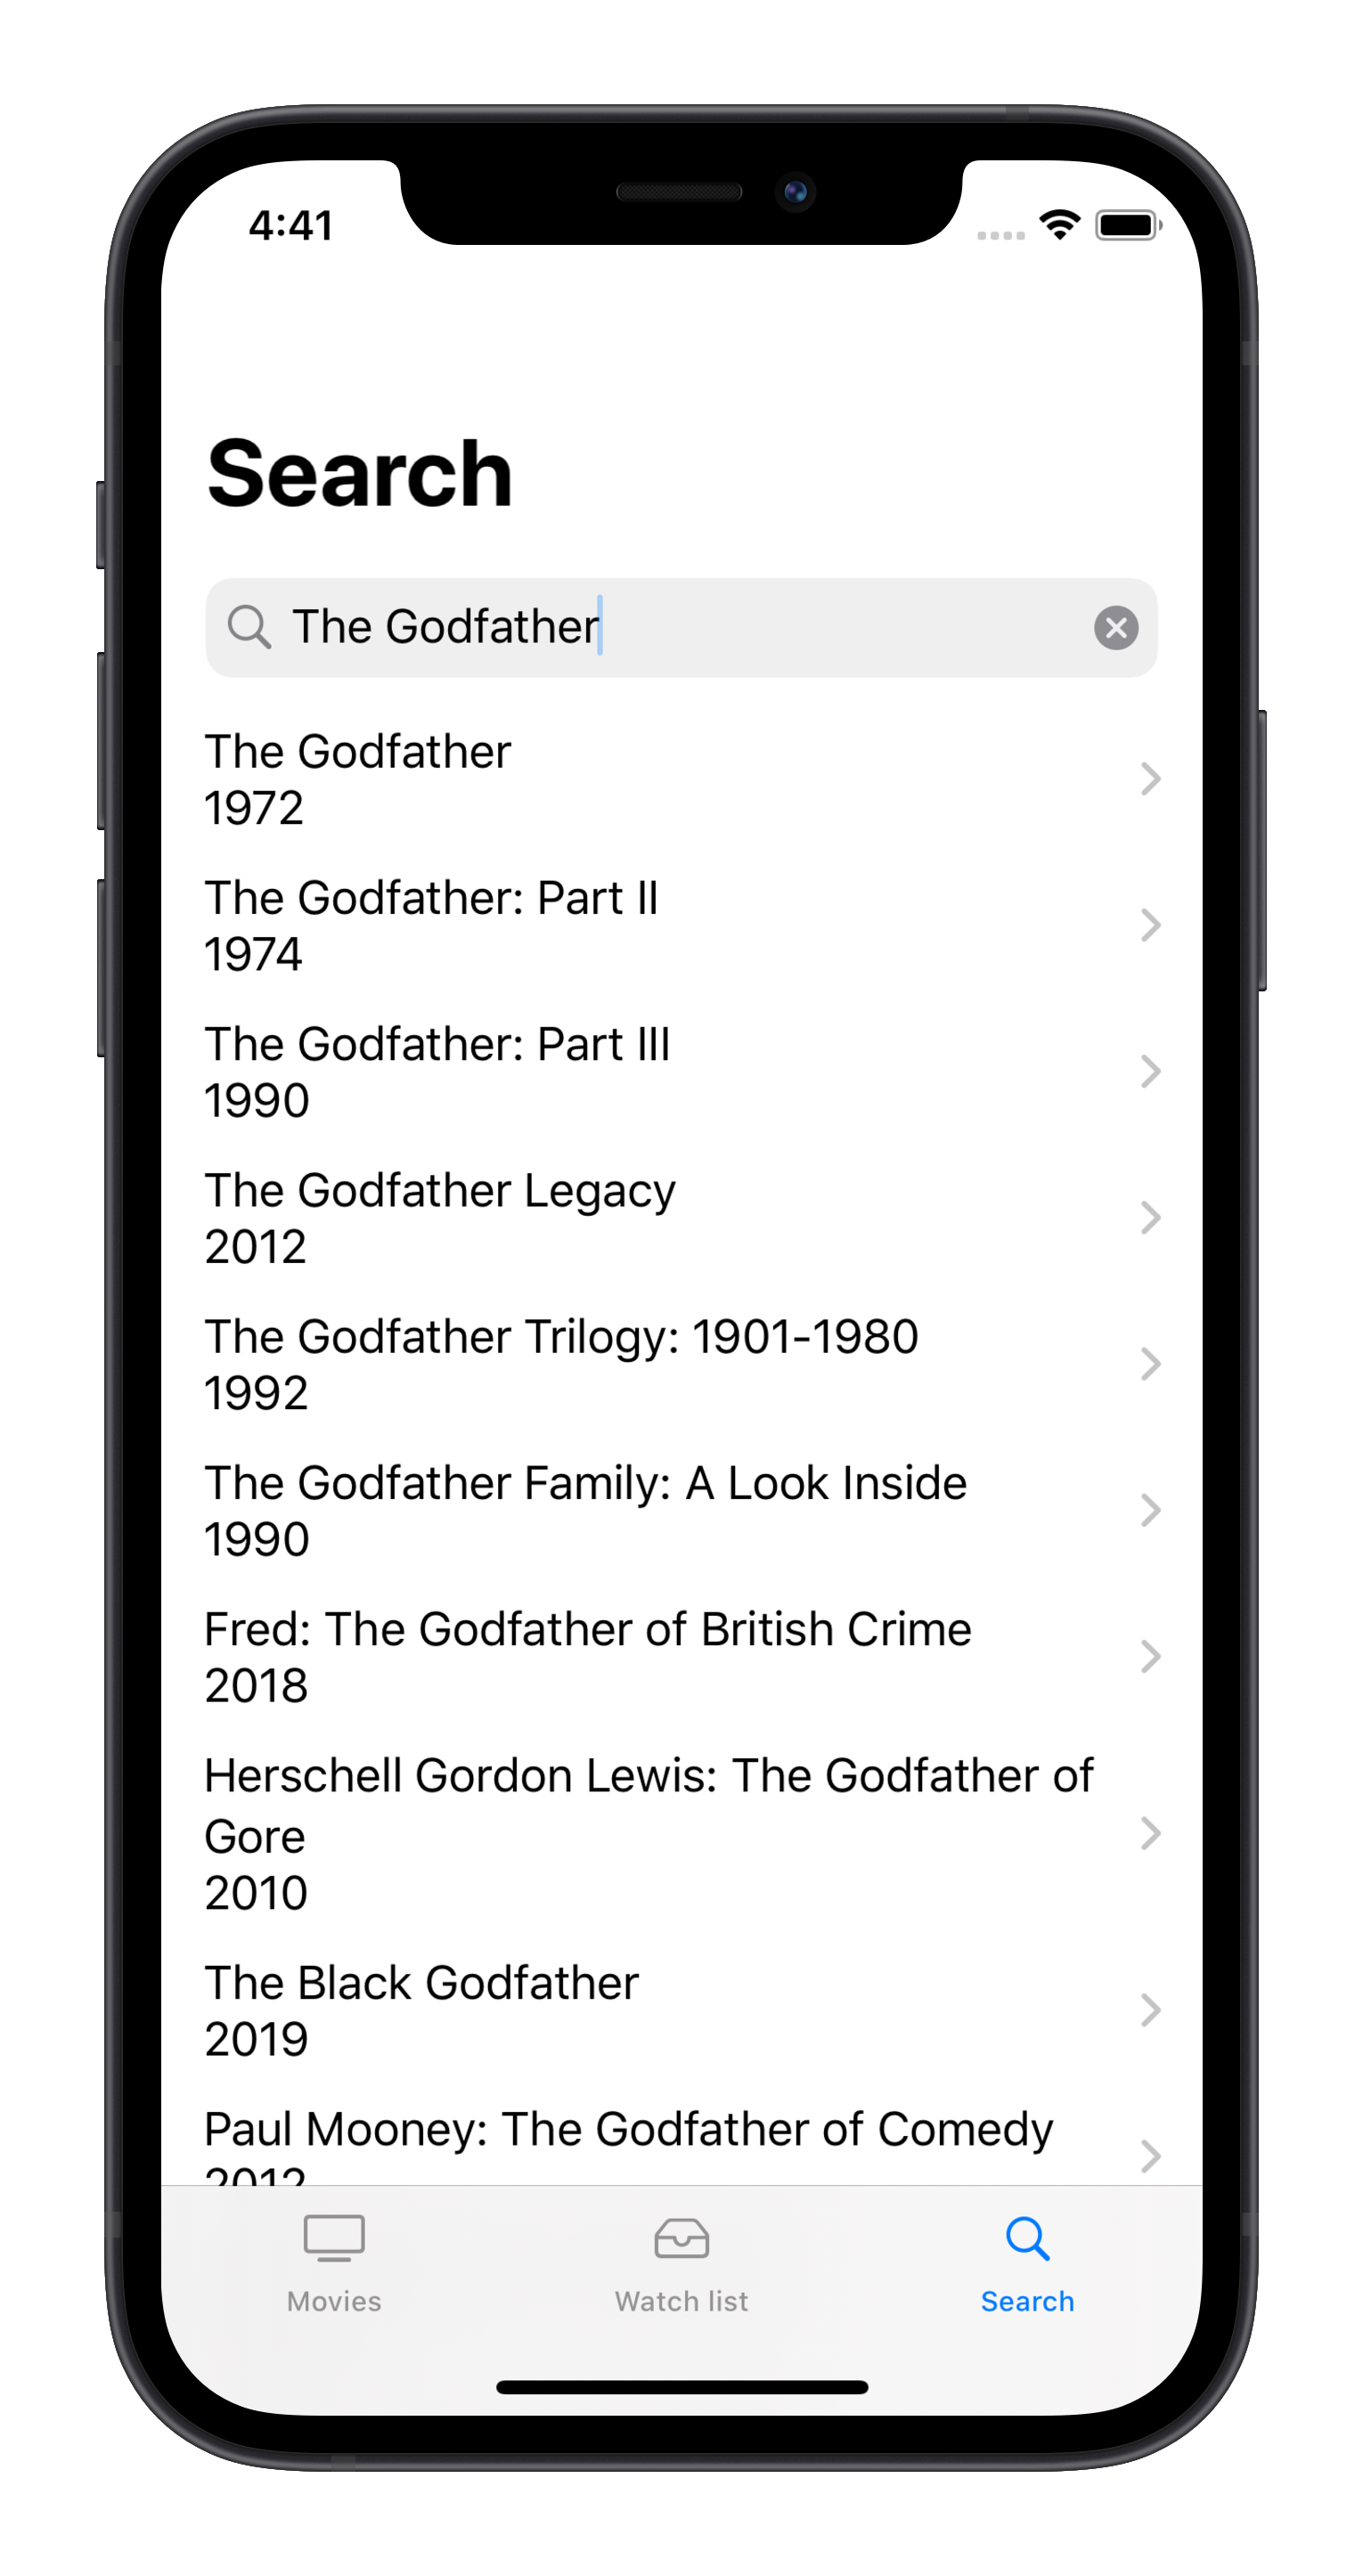 4:41
Search
The Godfather
The Godfather
1972
The Godfather: Part II
1974
The Godfather: Part III
1990
The Godfather Legacy
2012
The Godfather Trilogy: 1901-1980
1992
The Godfather Family: A Look Inside
1990
Fred: The Godfather of British Crime
2018
Herschell Gordon Lewis: The Godfather of
Gore
2010
The Black Godfather
2019
Paul Mooney: The Godfather of Comedy
2012
Movies
Watch list
Search